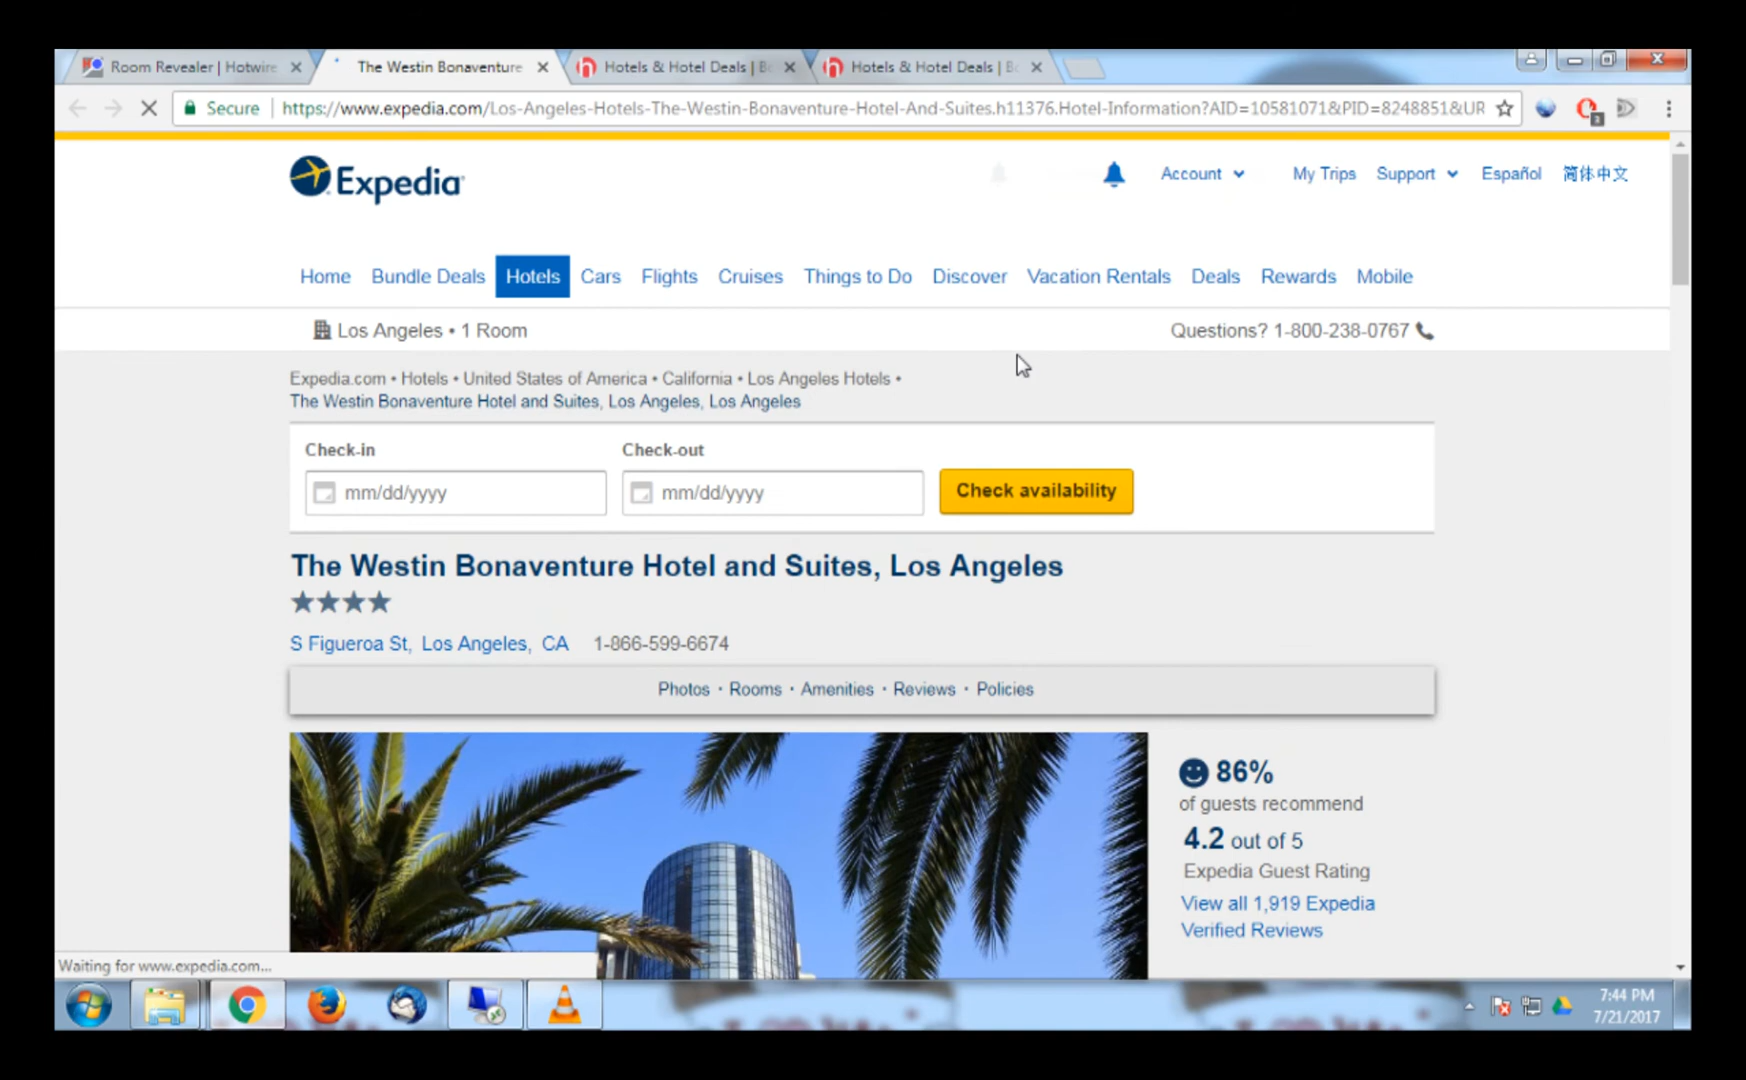 Room Revealer | Hotwire
The Westin Bonaventure
Hotels & Hotel Deals | B
Hotels & Hotel Deals | B
Secure
https://www.expedia.com/Los-Angeles-Hotels-The-Westin-Bonaventure-Hotel-And-Suites.h11376.Hotel-Information?AID=10581071&PID=8248851&UR
Expedia
Account
My Trips
Support
Español
简体中文
Home
Bundle Deals
Hotels
Cars
Flights
Cruises
Things to Do
Discover
Vacation Rentals
Deals
Rewards
Mobile
Los Angeles • 1 Room
Questions? 1-800-238-0767
Expedia.com • Hotels • United States of America • California • Los Angeles Hotels •
The Westin Bonaventure Hotel and Suites, Los Angeles, Los Angeles
Check-in
Check-out
mm/dd/yyyy
mm/dd/yyyy
Check availability
The Westin Bonaventure Hotel and Suites, Los Angeles
S Figueroa St, Los Angeles, CA 1-866-599-6674
Photos · Rooms · Amenities · Reviews · Policies
86%
of guests recommend
4.2 out of 5
Expedia Guest Rating
View all 1,919 Expedia
Verified Reviews
Waiting for www.expedia.com...
7:44 PM
7/21/2017